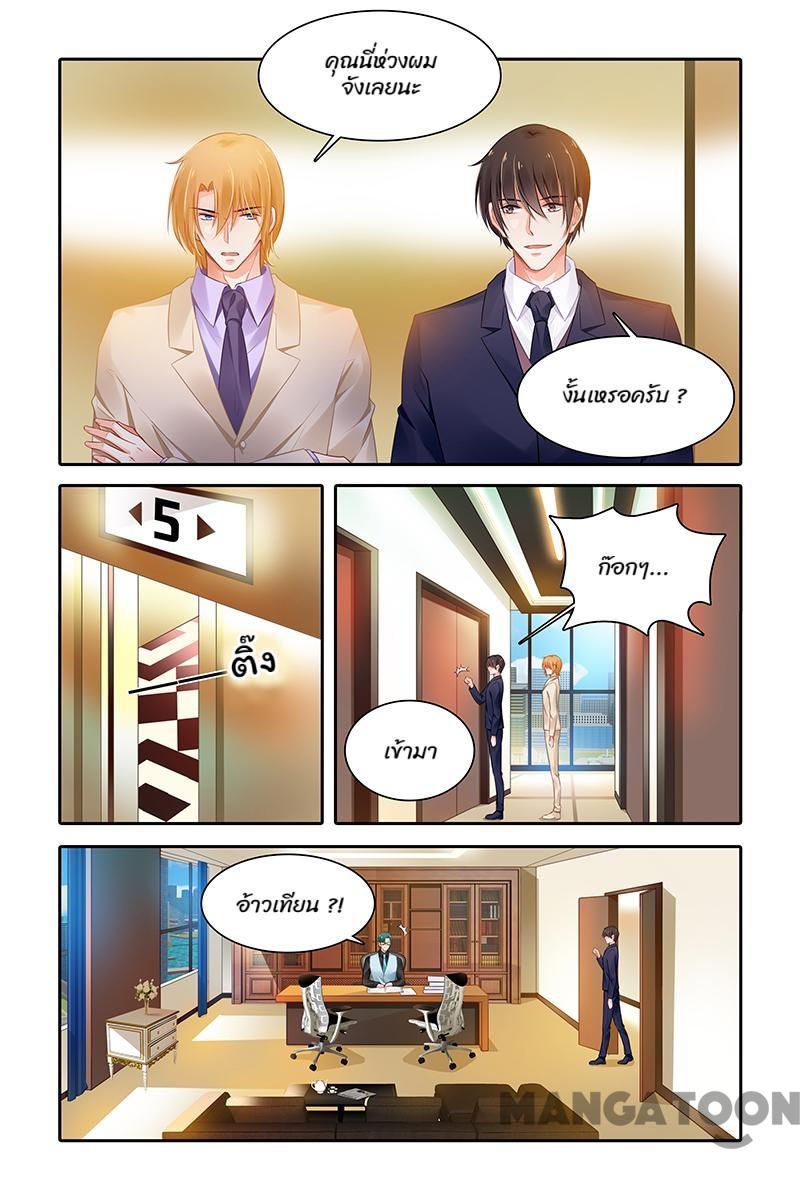 คุณนี่ห่วงผม
จังเลยนะ
งั้นเหรอครับ ?
5
ติ๊ง
ก๊อกๆ...
เข้ามา
อ้าวเทียน ?!
MANGATOON